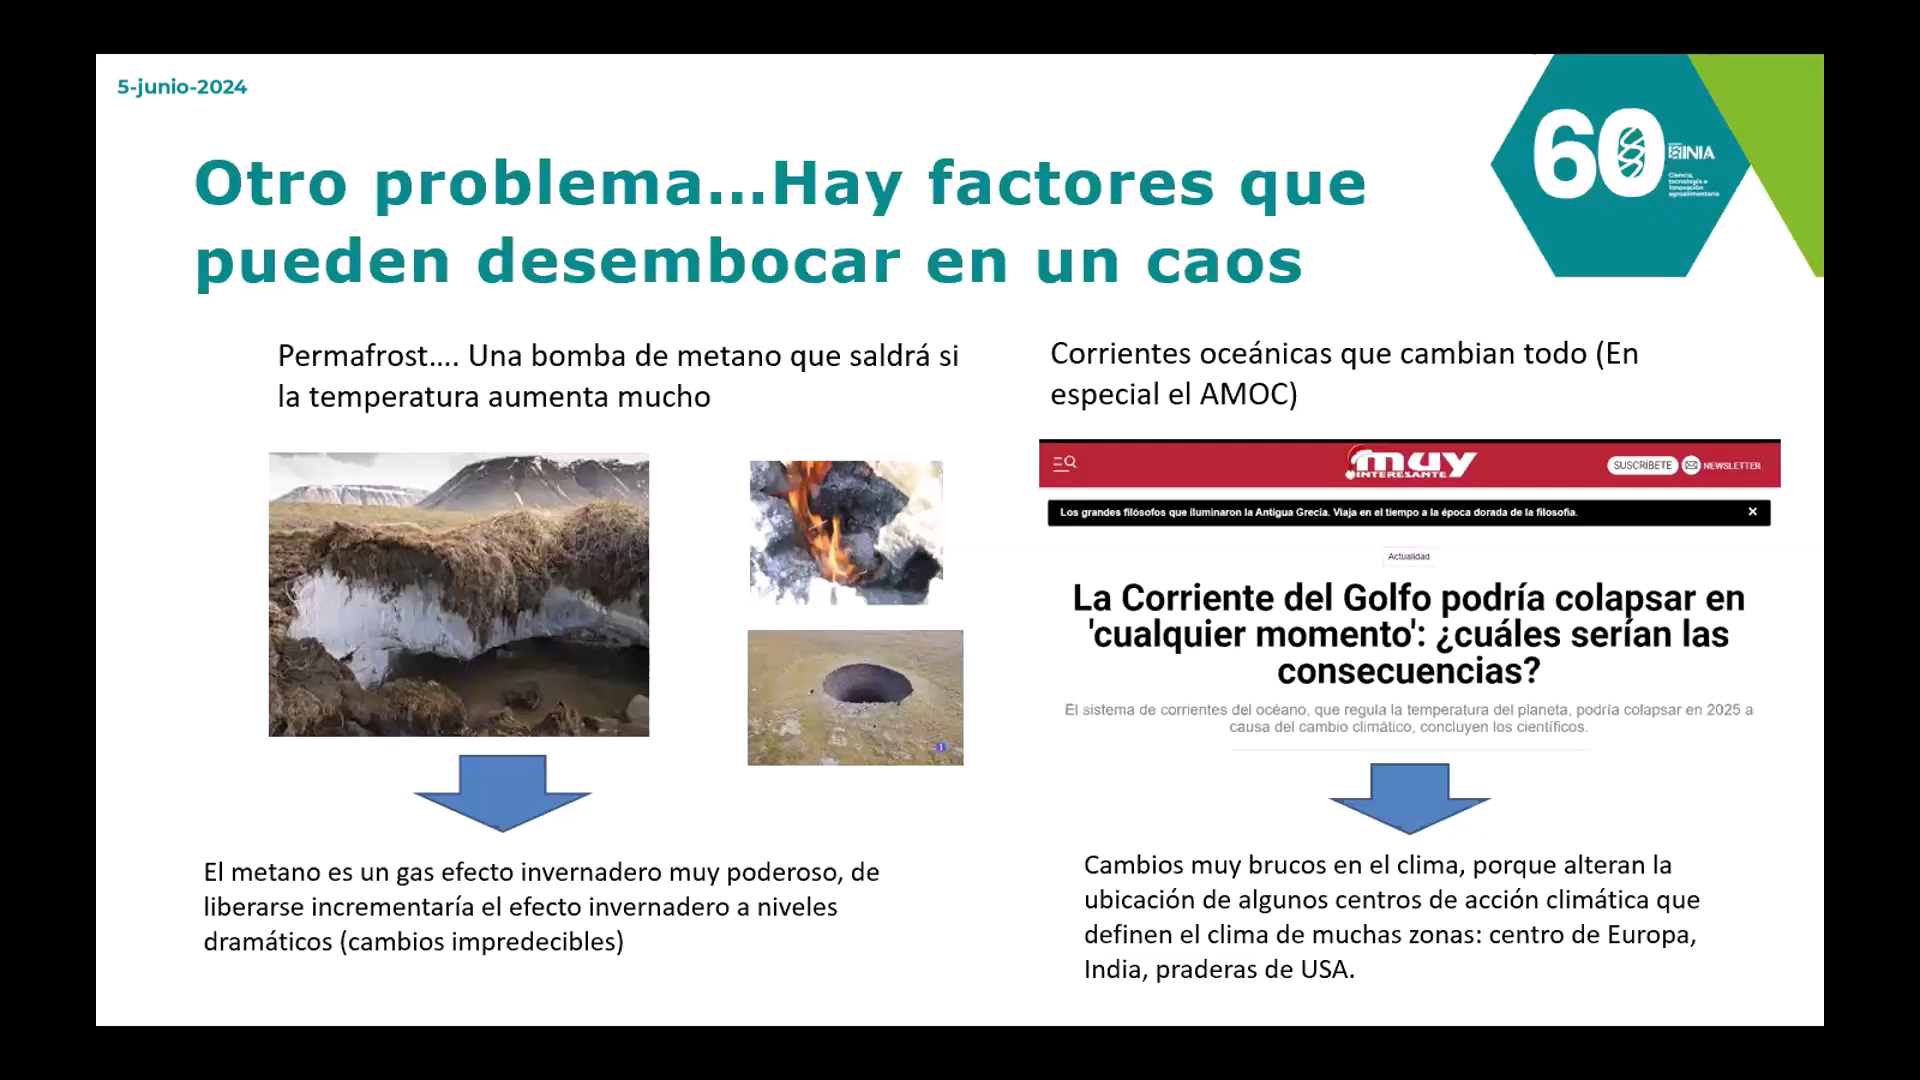 5-junio-2024
60
INIA
Ciencia,
tecnología e
innovación
agroalimentaria
Otro problema...Hay factores que
pueden desembocar en un caos
Permafrost.... Una bomba de metano que saldrá si
la temperatura aumenta mucho
Corrientes oceánicas que cambian todo (En
especial el AMOC)
muy
INTERESANTE
SUSCRÍBETE
NEWSLETTER
Los grandes filósofos que iluminaron la Antigua Grecia. Viaja en el tiempo a la época dorada de la filosofía.
Actualidad
La Corriente del Golfo podría colapsar en
'cualquier momento': ¿cuáles serían las
consecuencias?
El sistema de corrientes del océano, que regula la temperatura del planeta, podría colapsar en 2025 a
causa del cambio climático, concluyen los científicos.
1
El metano es un gas efecto invernadero muy poderoso, de
liberarse incrementaría el efecto invernadero a niveles
dramáticos (cambios impredecibles)
Cambios muy brucos en el clima, porque alteran la
ubicación de algunos centros de acción climática que
definen el clima de muchas zonas: centro de Europa,
India, praderas de USA.